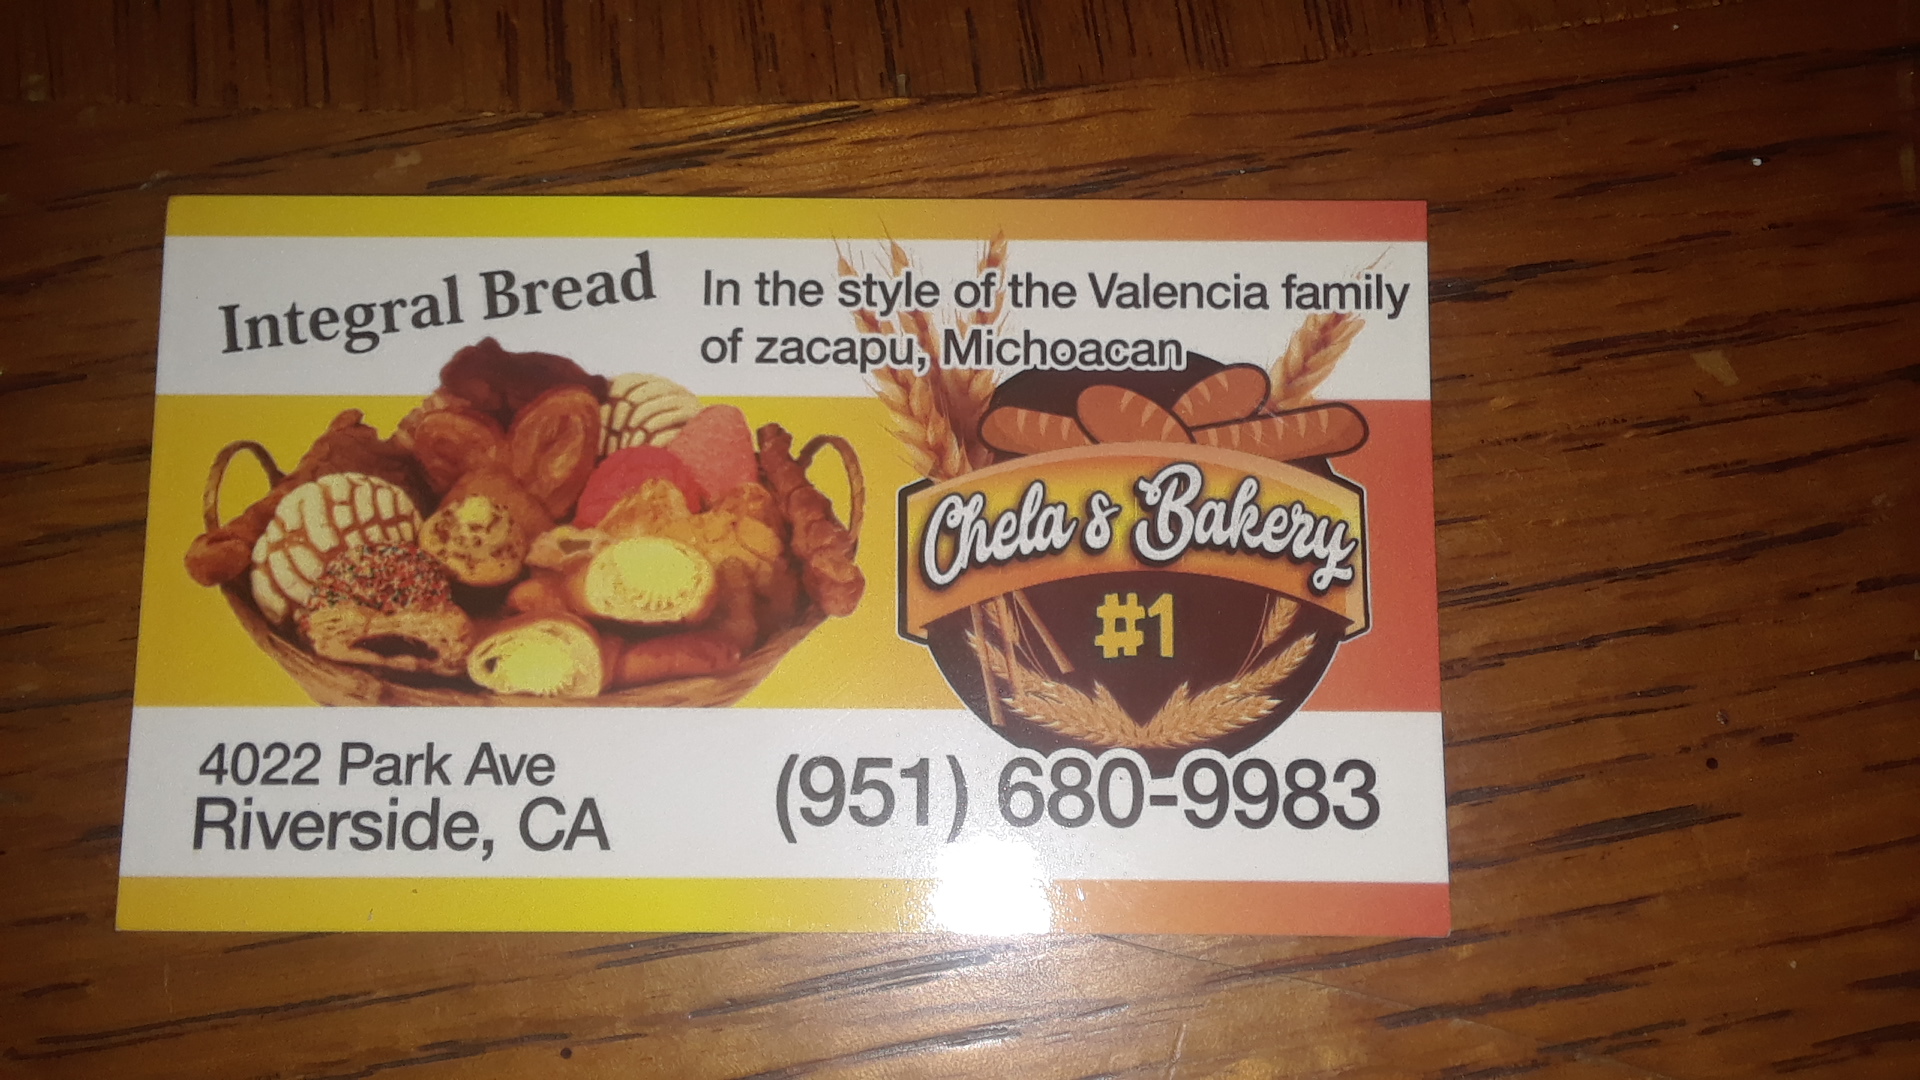 Integral Bread
In the style of the Valencia family
of zacapu, Michoacan
Chela s Bakery
#1
4022 Park Ave
Riverside, CA
(951) 680-9983